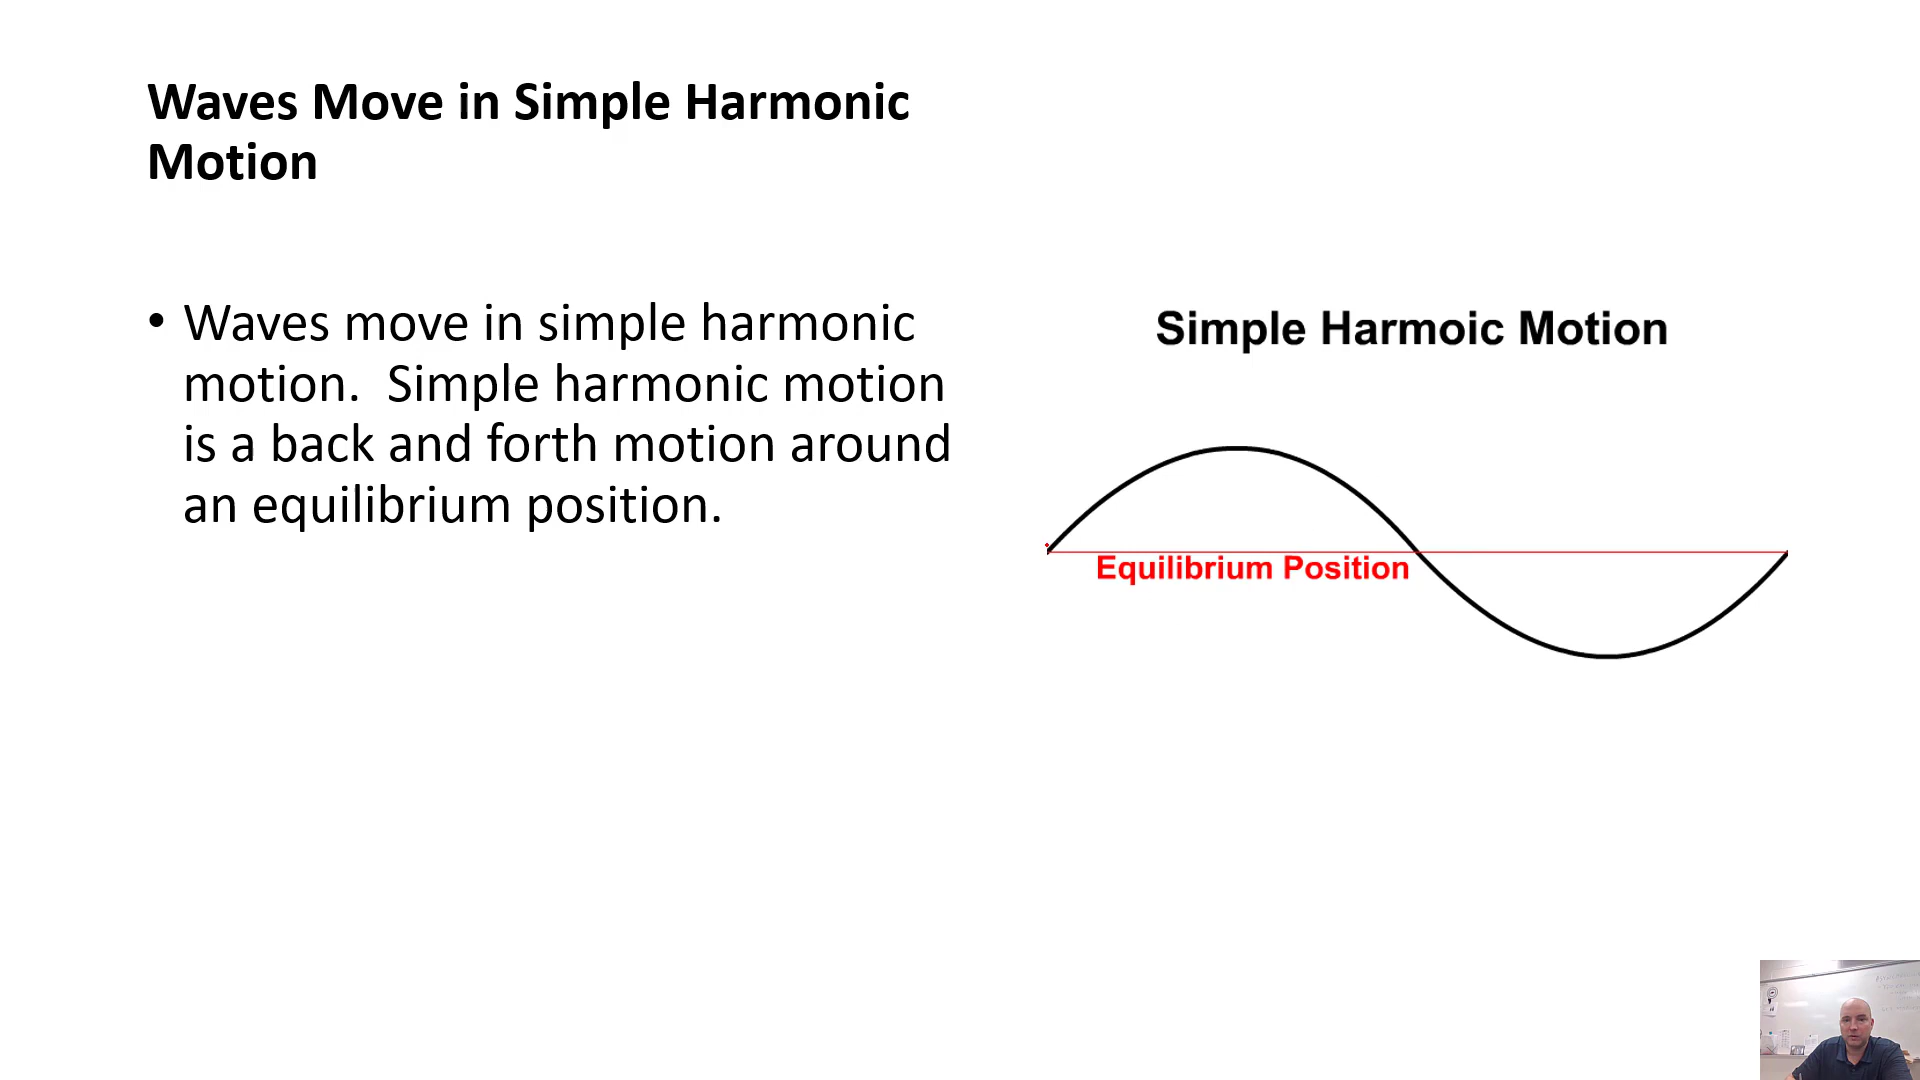 Waves Move in Simple Harmonic
Motion
• Waves move in simple harmonic
motion.  Simple harmonic motion
is a back and forth motion around
an equilibrium position.
Simple Harmoic Motion
Equilibrium Position